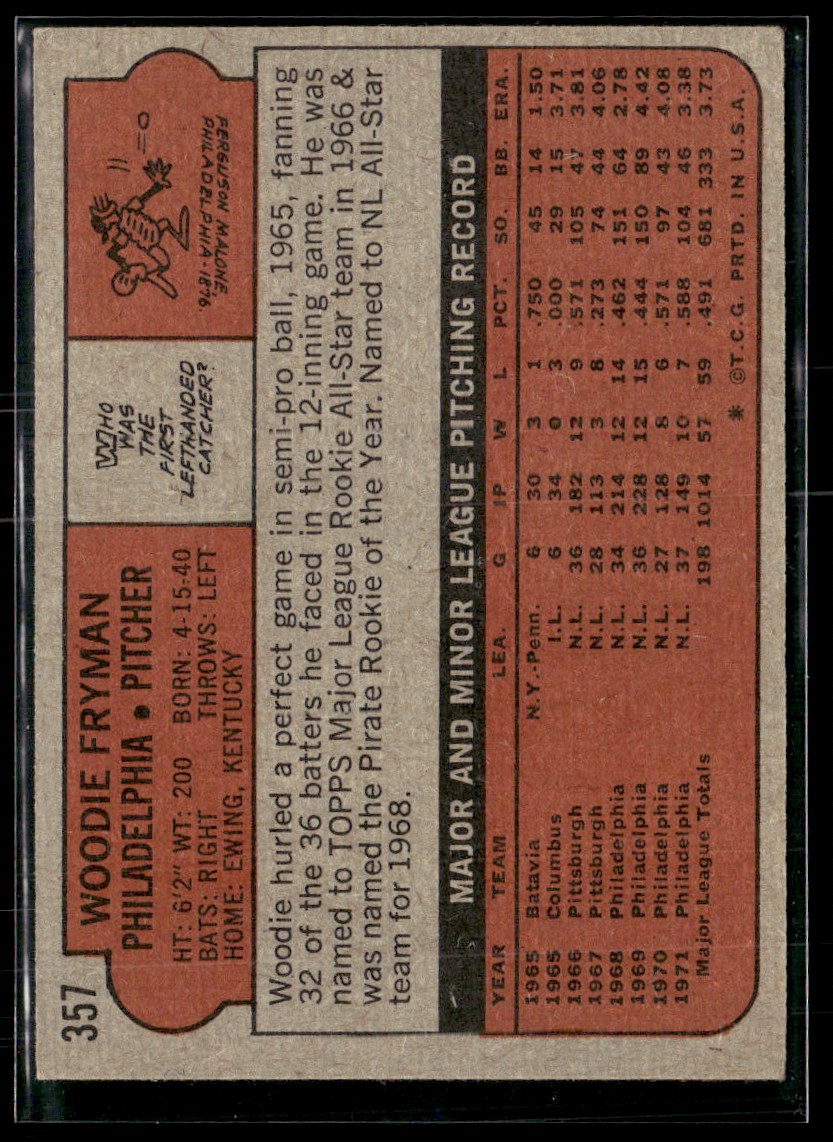 357
WOODIE FRYMAN
PHILADELPHIA • PITCHER
HT: 6'2" WT: 200 BORN: 4-15-40
BATS: RIGHT THROWS: LEFT
HOME: EWING, KENTUCKY
WHO
WAS
THE
FIRST
LEFTHANDED
CATCHER?
FERGUSON MALONE
PHILADELPHIA-1876.
Woodie hurled a perfect game in semi-pro ball, 1965, fanning
32 of the 36 batters he faced in the 12-inning game. He was
named to TOPPS Major League Rookie All-Star team in 1966 &
was named the Pirate Rookie of the Year. Named to NL All-Star
team for 1968.
MAJOR AND MINOR LEAGUE PITCHING RECORD
YEAR TEAM LEA. G IP W L PCT. SO. BB. ERA.
1965 Batavia N.Y.-Penn. 6 30 3 1 .750 45 14 1.50
1965 Columbus I.L. 6 34 0 3 .000 29 15 3.71
1966 Pittsburgh N.L. 36 182 12 9 .571 105 47 3.81
1967 Pittsburgh N.L. 28 113 3 8 .273 74 44 4.06
1968 Philadelphia N.L. 34 214 12 14 .462 151 64 2.78
1969 Philadelphia N.L. 36 228 12 15 .444 150 89 4.42
1970 Philadelphia N.L. 27 128 8 6 .571 97 43 4.08
1971 Philadelphia N.L. 37 149 10 7 .588 104 46 3.38
Major League Totals 198 1014 57 59 .491 681 333 3.73
* ©T.C.G. PRTD. IN U.S.A.